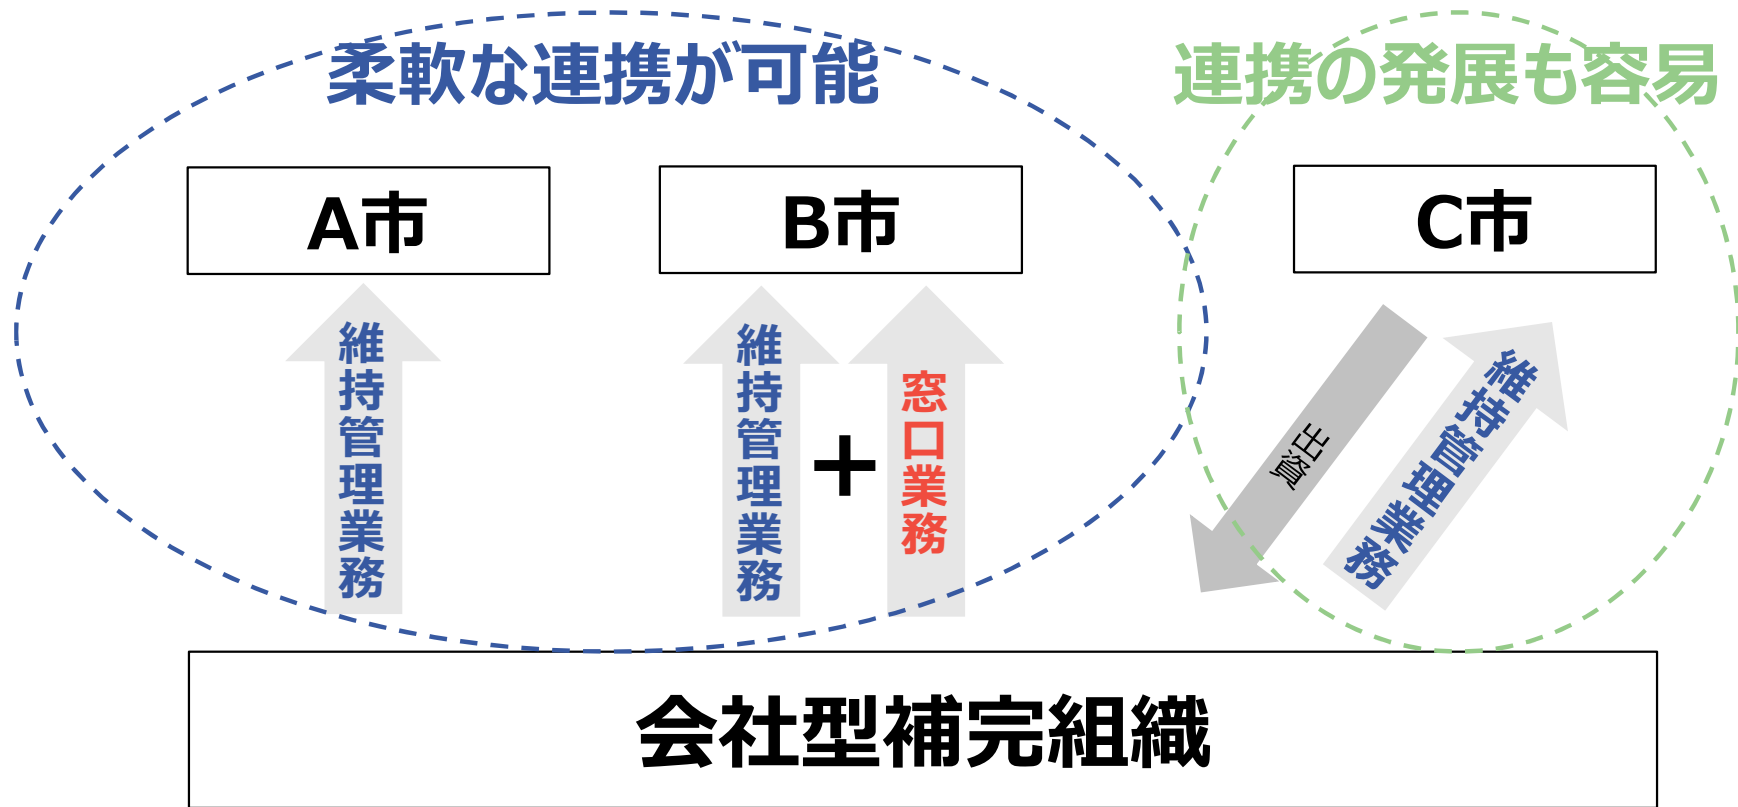 柔軟な連携が可能
連携の発展も容易
A市
B市
C市
維持管理業務
維持管理業務
+
窓口業務
出資
維持管理業務
会社型補完組織